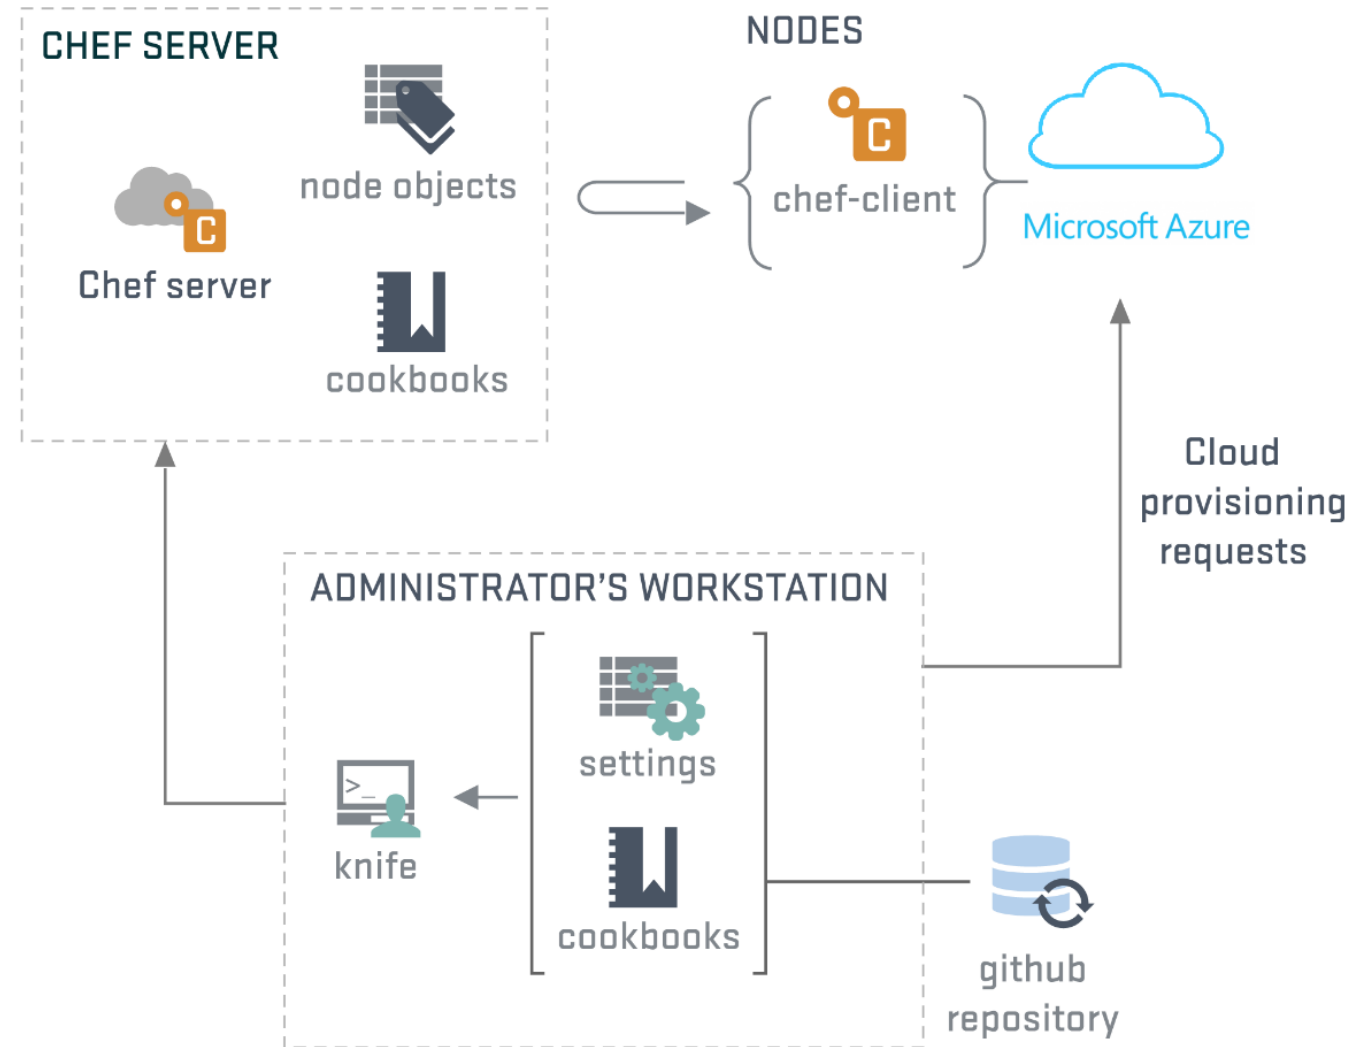 CHEF SERVER
node objects
C
Chef server
cookbooks
NODES
C
chef-client
Microsoft Azure
Cloud
provisioning
requests
ADMINISTRATOR’S WORKSTATION
settings
>_
knife
cookbooks
github
repository